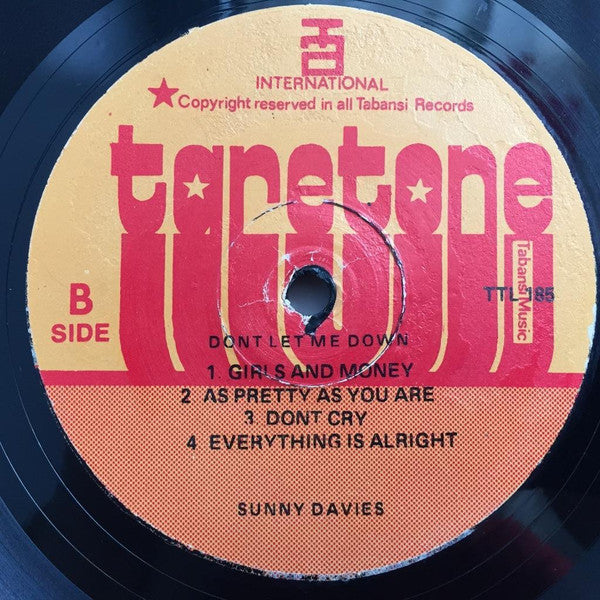 INTERNATIONAL
Copyright reserved in all Tabansi Records
taretone
Tabansi Music
B
SIDE
TTL 185
DONT LET ME DOWN
1. GIRLS AND MONEY
2 AS PRETTY AS YOU ARE
3. DONT CRY
4. EVERYTHING IS ALRIGHT
SUNNY DAVIES